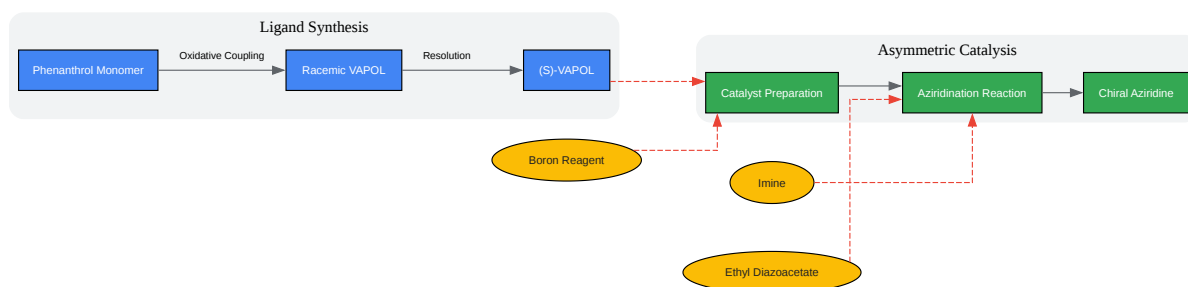 Ligand Synthesis
Phenanthrol Monomer
Oxidative Coupling
Racemic VAPOL
Resolution
(S)-VAPOL
Asymmetric Catalysis
Catalyst Preparation
Aziridination Reaction
Chiral Aziridine
Boron Reagent
Imine
Ethyl Diazoacetate